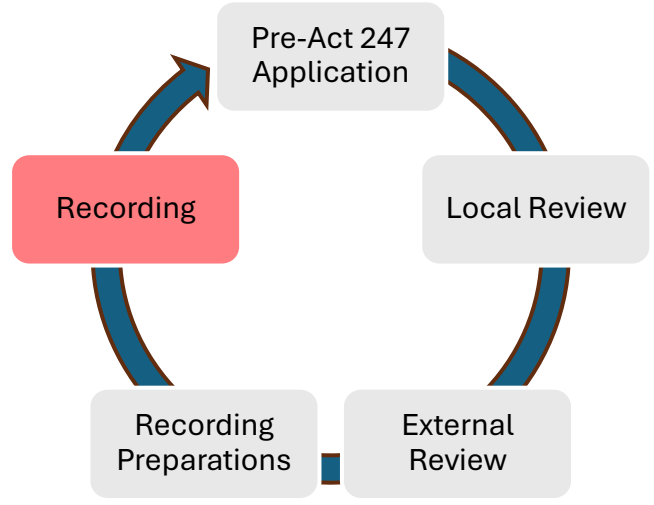 Pre-Act 247
Application
Local Review
External
Review
Recording
Preparations
Recording